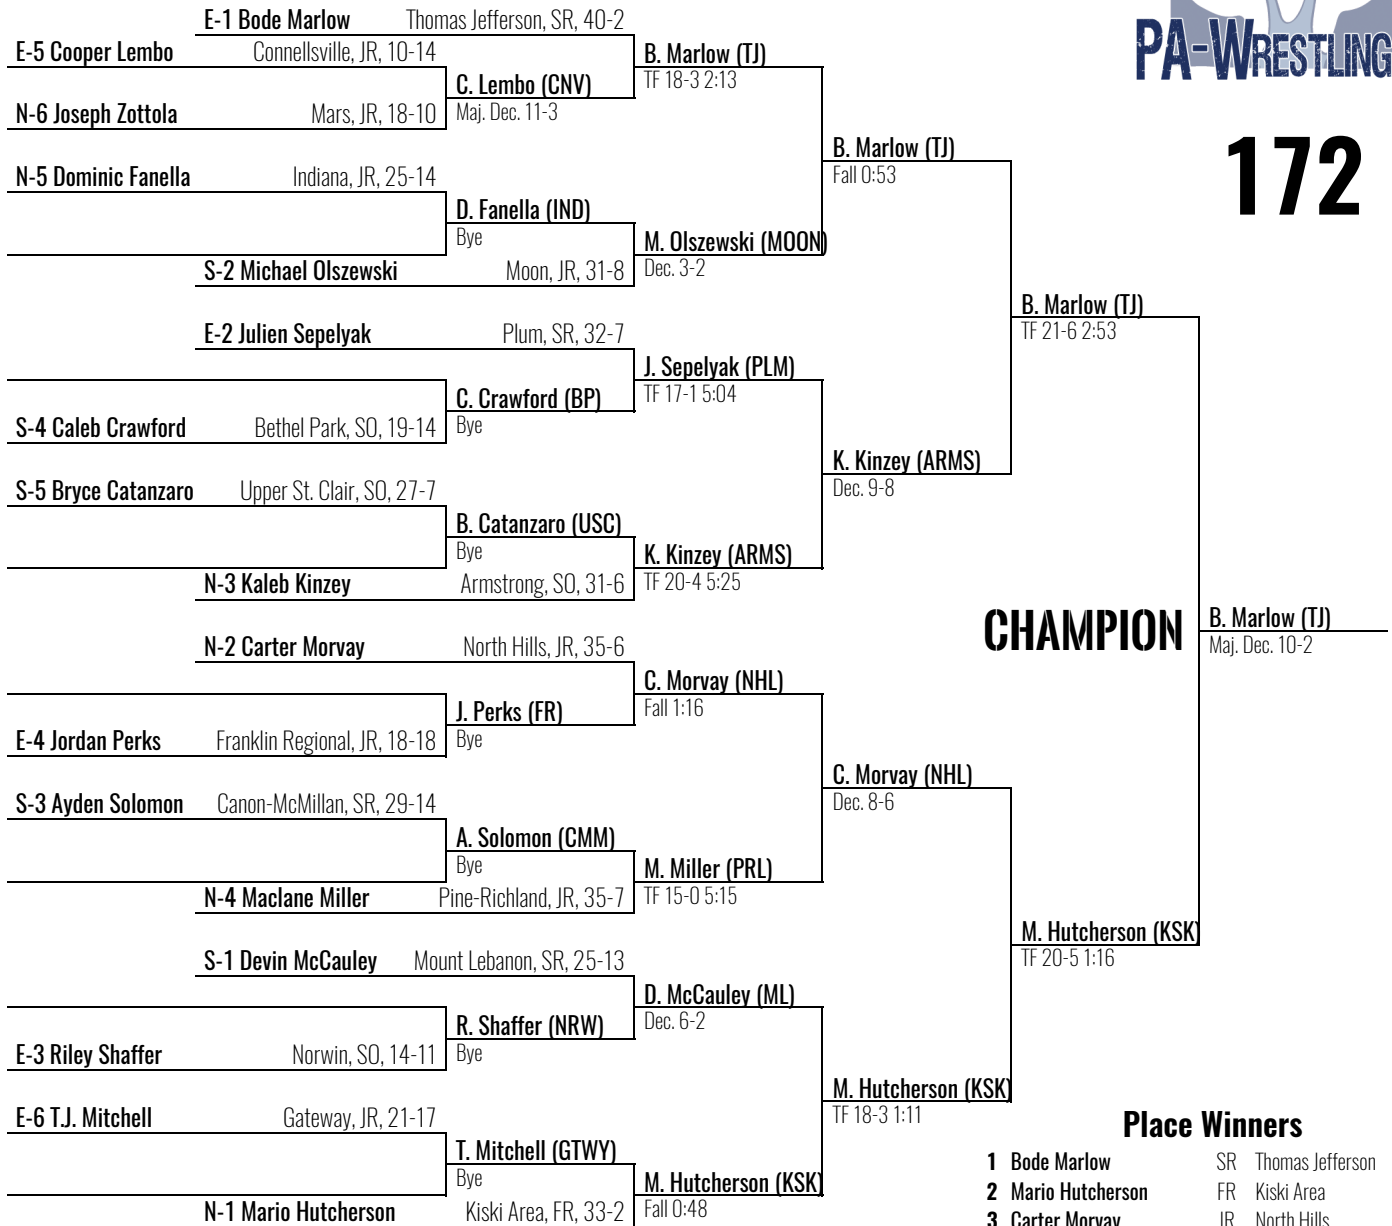 E-1 Bode Marlow Thomas Jefferson, SR, 40-2
E-5 Cooper Lembo Connellsville, JR, 10-14
B. Marlow (TJ)
TF 18-3 2:13
C. Lembo (CNV)
Maj. Dec. 11-3
N-6 Joseph Zottola Mars, JR, 18-10
PA-WRESTLING
172
B. Marlow (TJ)
Fall 0:53
N-5 Dominic Fanella Indiana, JR, 25-14
D. Fanella (IND)
Bye
M. Olszewski (MOON)
Dec. 3-2
S-2 Michael Olszewski Moon, JR, 31-8
B. Marlow (TJ)
TF 21-6 2:53
E-2 Julien Sepelyak Plum, SR, 32-7
J. Sepelyak (PLM)
TF 17-1 5:04
C. Crawford (BP)
Bye
S-4 Caleb Crawford Bethel Park, SO, 19-14
K. Kinzey (ARMS)
Dec. 9-8
S-5 Bryce Catanzaro Upper St. Clair, SO, 27-7
B. Catanzaro (USC)
Bye
K. Kinzey (ARMS)
TF 20-4 5:25
N-3 Kaleb Kinzey Armstrong, SO, 31-6
CHAMPION
B. Marlow (TJ)
Maj. Dec. 10-2
N-2 Carter Morvay North Hills, JR, 35-6
C. Morvay (NHL)
Fall 1:16
J. Perks (FR)
Bye
E-4 Jordan Perks Franklin Regional, JR, 18-18
C. Morvay (NHL)
Dec. 8-6
S-3 Ayden Solomon Canon-McMillan, SR, 29-14
A. Solomon (CMM)
Bye
M. Miller (PRL)
TF 15-0 5:15
N-4 Maclane Miller Pine-Richland, JR, 35-7
M. Hutcherson (KSK)
TF 20-5 1:16
S-1 Devin McCauley Mount Lebanon, SR, 25-13
D. McCauley (ML)
Dec. 6-2
R. Shaffer (NRW)
Bye
E-3 Riley Shaffer Norwin, SO, 14-11
M. Hutcherson (KSK)
TF 18-3 1:11
E-6 T.J. Mitchell Gateway, JR, 21-17
T. Mitchell (GTWY)
Bye
M. Hutcherson (KSK)
Fall 0:48
N-1 Mario Hutcherson Kiski Area, FR, 33-2
Place Winners
1 Bode Marlow SR Thomas Jefferson
2 Mario Hutcherson FR Kiski Area
3 Carter Morvay JR North Hills